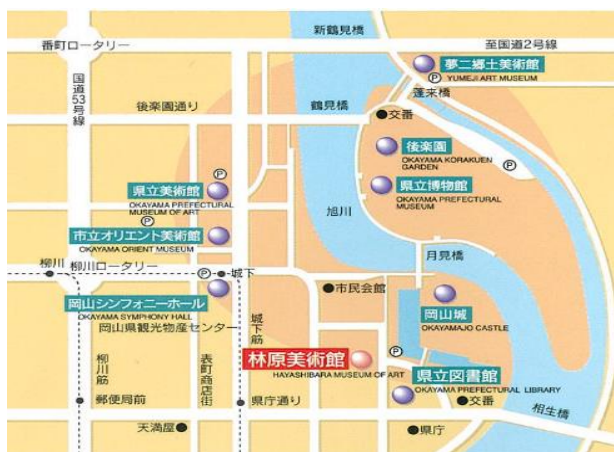 新鶴見橋
番町ロータリー
至国道2号線
夢二郷土美術館
YUMEJI ART MUSEUM
P
蓬来橋
国道53号線
後楽園通り
鶴見橋
交番
後楽園
OKAYAMA KORAKUEN
GARDEN
P
P
県立美術館
OKAYAMA PREFECTURAL
MUSEUM OF ART
県立博物館
OKAYAMA PREFECTURAL
MUSEUM
旭川
P
市立オリエント美術館
OKAYAMA ORIENT MUSEUM
月見橋
柳川
柳川ロータリー
P
城下
岡山シンフォニーホール
OKAYAMA SYMPHONY HALL
岡山県観光物産センター
市民会館
岡山城
OKAYAMAJO CASTLE
城下筋
林原美術館
HAYASHIBARA MUSEUM OF ART
P
県立図書館
OKAYAMA PREFECTURAL LIBRARY
柳川筋
表町商店街
郵便局前
県庁通り
交番
相生橋
天満屋
県庁